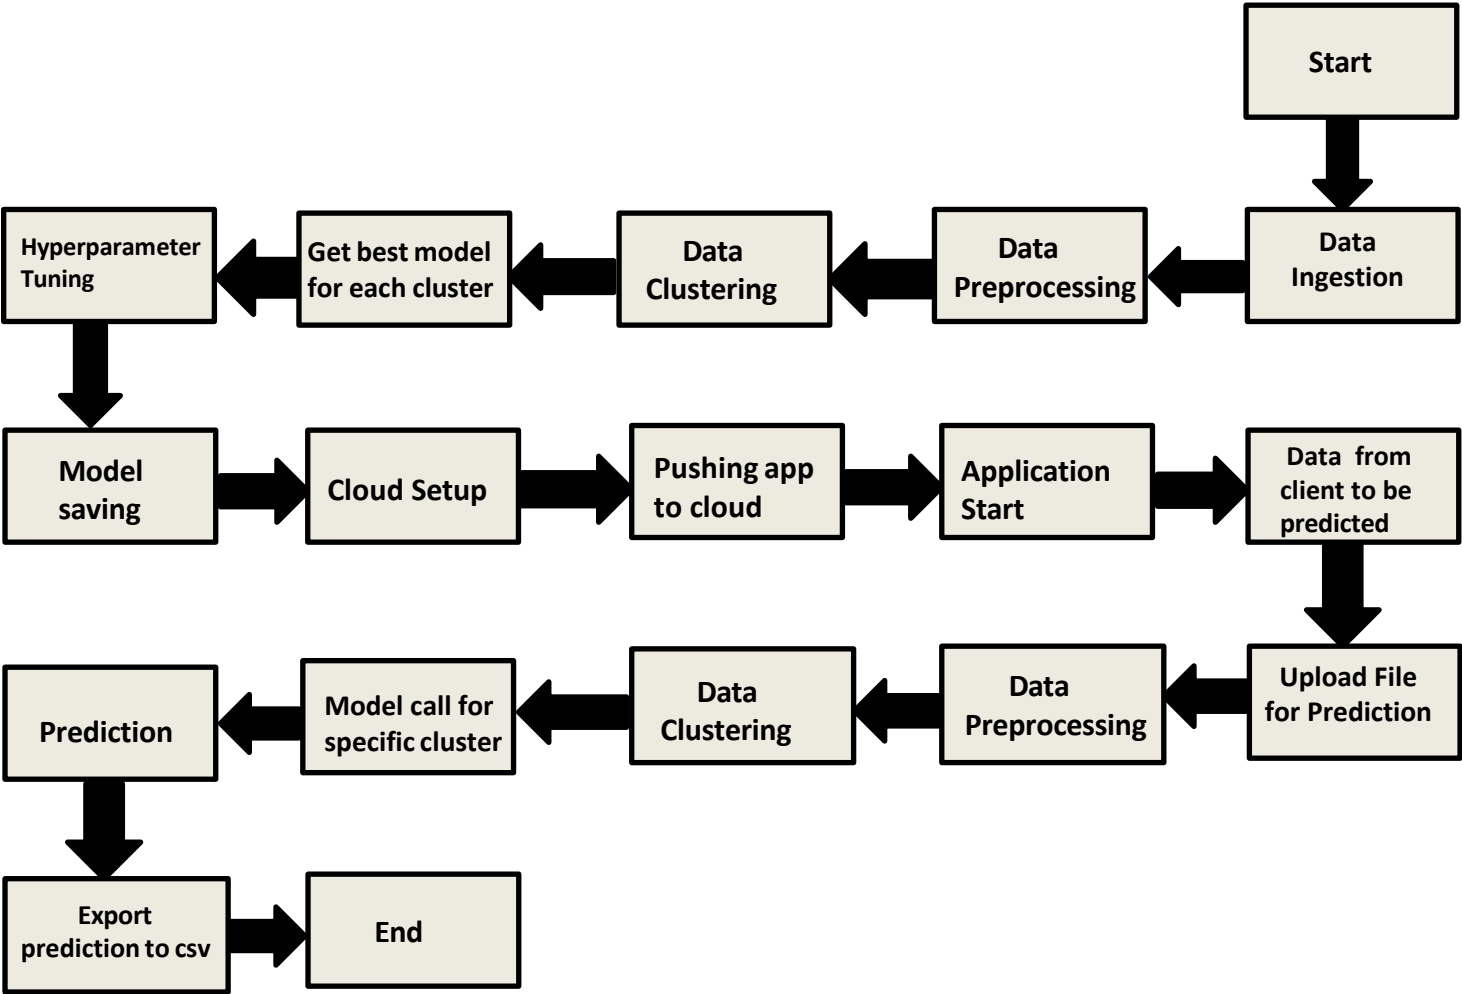 Start
Data
Ingestion
Data
Preprocessing
Data
Clustering
Get best model
for each cluster
Hyperparameter
Tuning
Model
saving
Cloud Setup
Pushing app
to cloud
Application
Start
Data from
client to be
predicted
Upload File
for Prediction
Data
Preprocessing
Data
Clustering
Model call for
specific cluster
Prediction
Export
prediction to csv
End